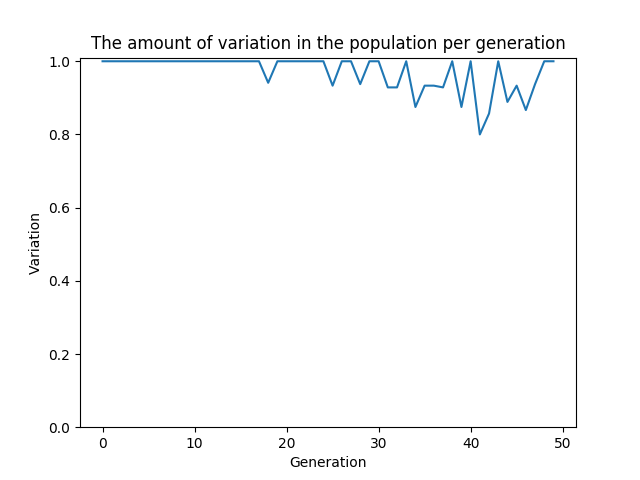 The amount of variation in the population per generation
1.0
0.8
0.6
0.4
0.2
0.0
Variation
0 10 20 30 40 50
Generation